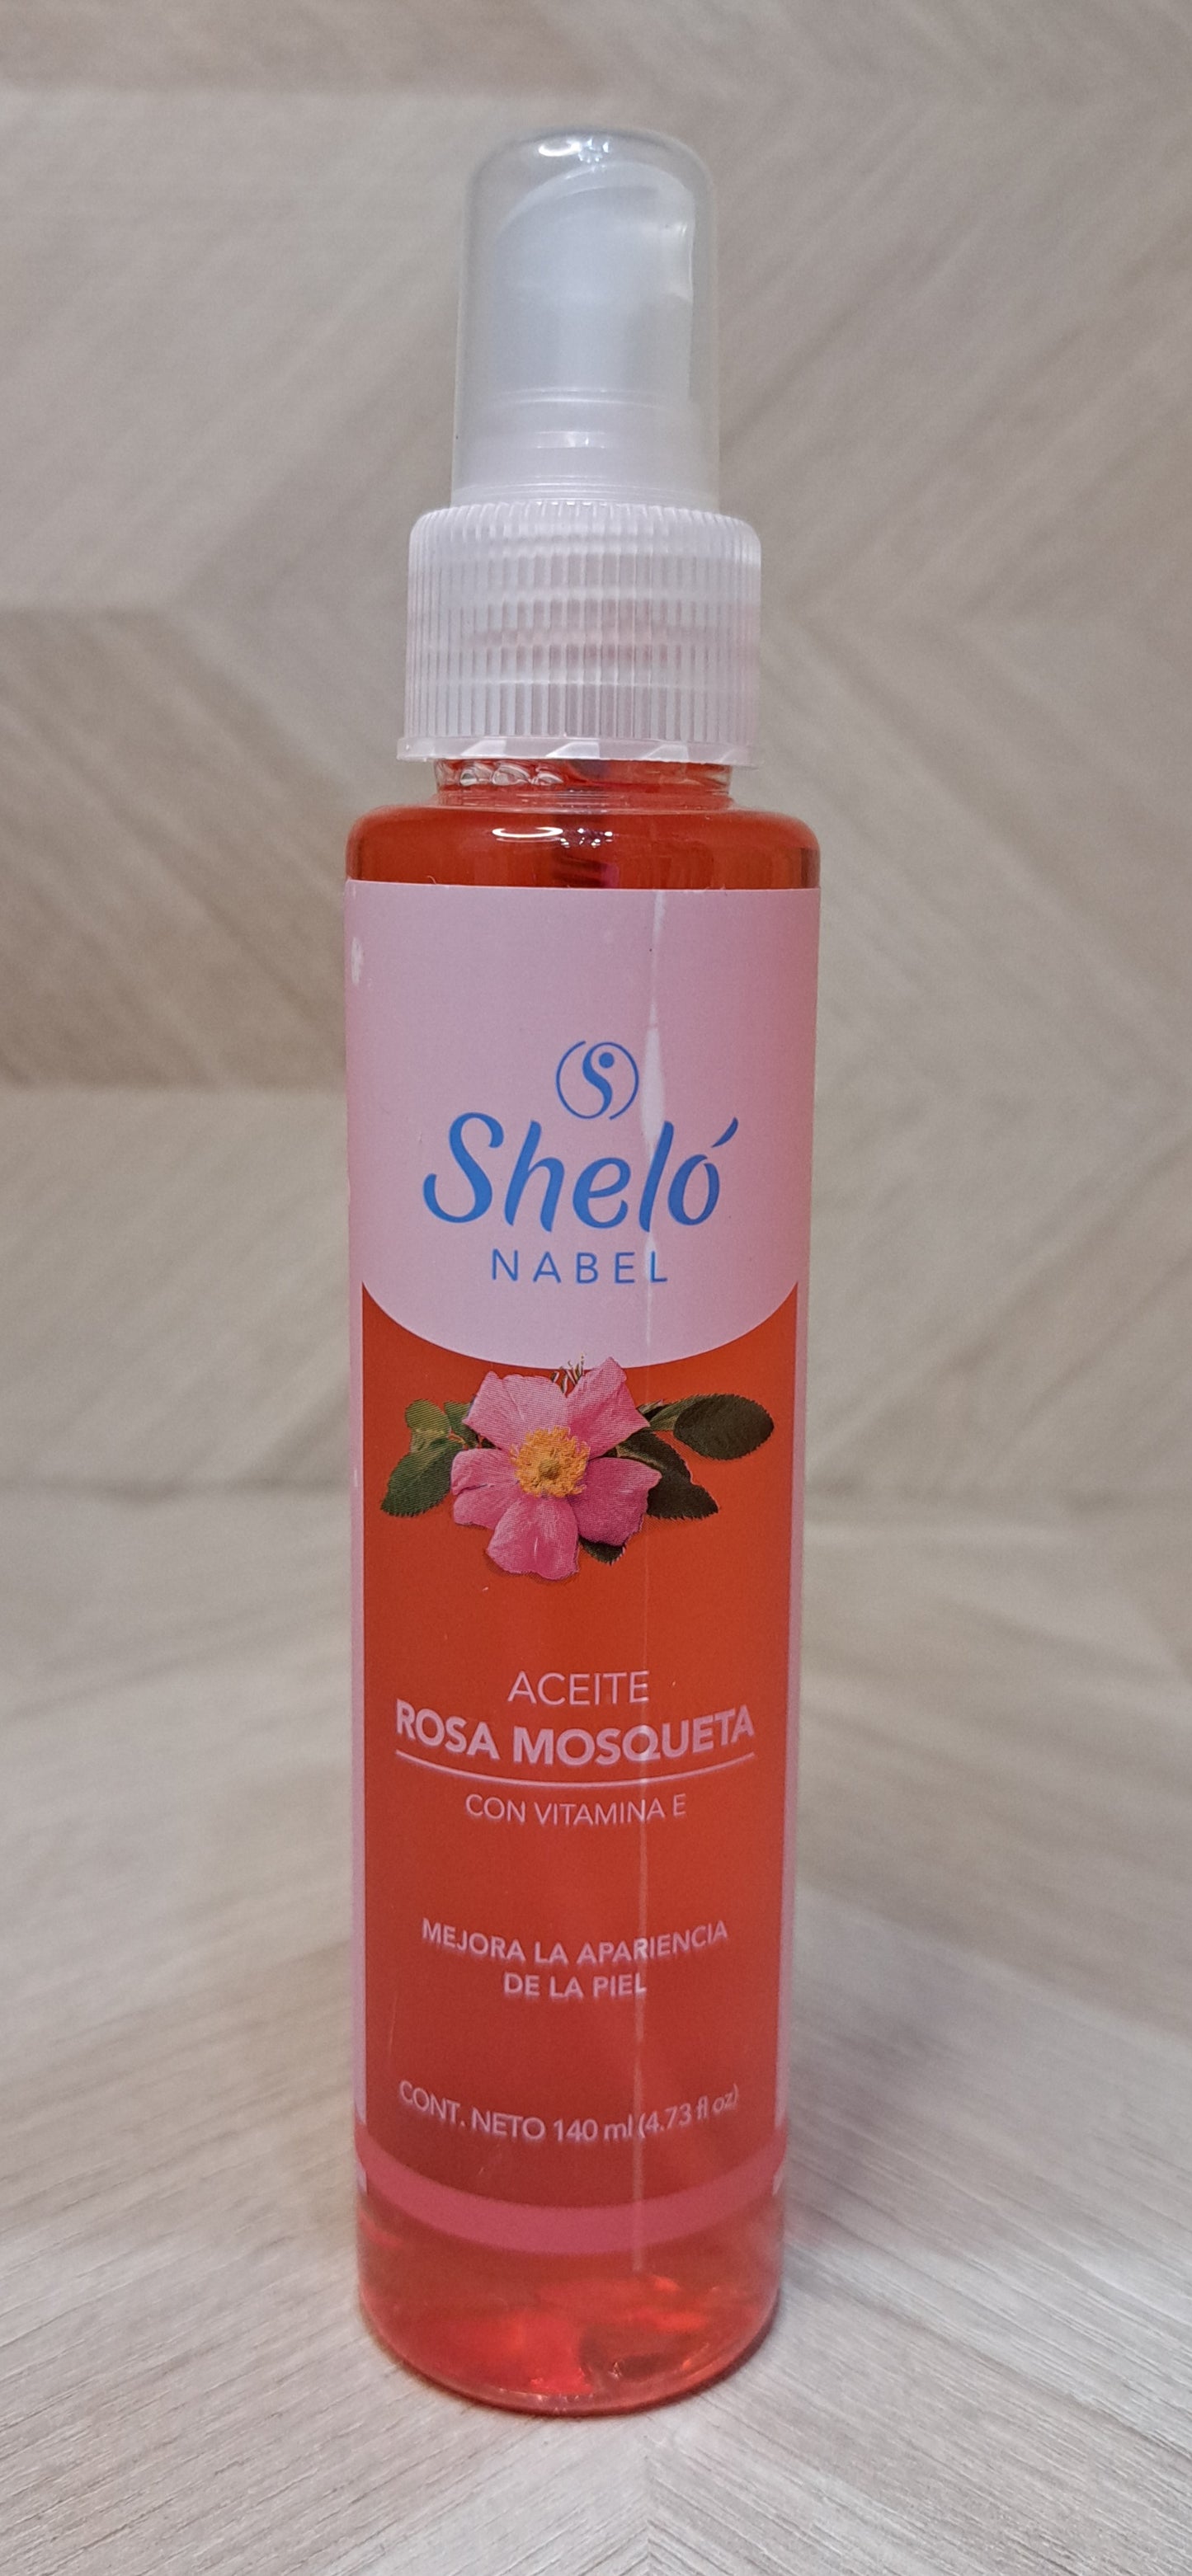 Sheló
NABEL
ACEITE
ROSA MOSQUETA
CON VITAMINA E
MEJORA LA APARIENCIA
DE LA PIEL
CONT. NETO 140 ml (4.73 fl oz)